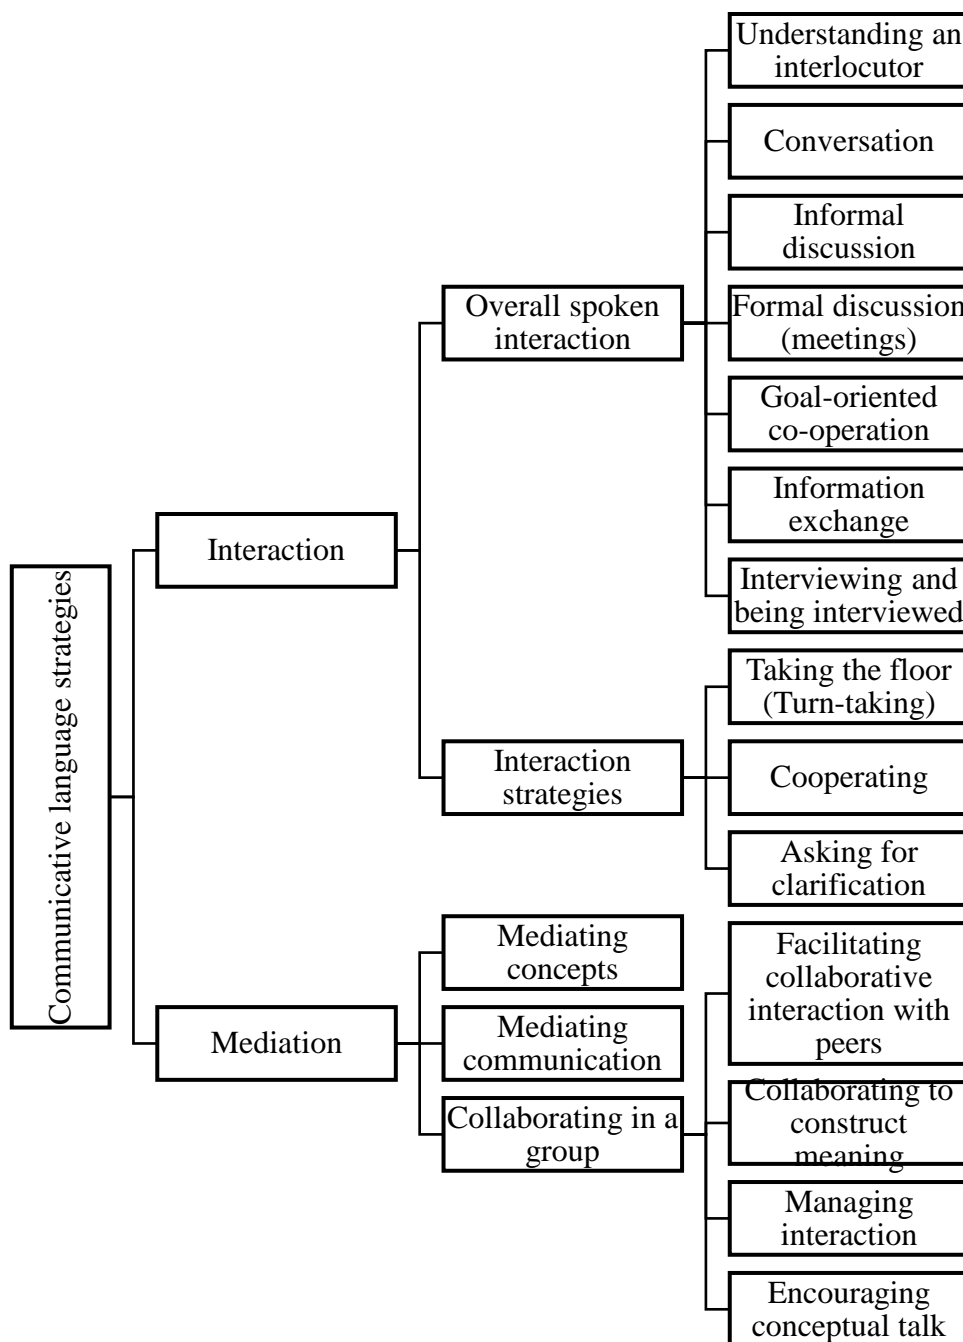 Communicative language strategies
Interaction
Overall spoken
interaction
Understanding an
interlocutor
Conversation
Informal
discussion
Formal discussion
(meetings)
Goal-oriented
co-operation
Information
exchange
Interviewing and
being interviewed
Interaction
strategies
Taking the floor
(Turn-taking)
Cooperating
Asking for
clarification
Mediation
Mediating
concepts
Mediating
communication
Collaborating in a
group
Facilitating
collaborative
interaction with
peers
Collaborating to
construct
meaning
Managing
interaction
Encouraging
conceptual talk